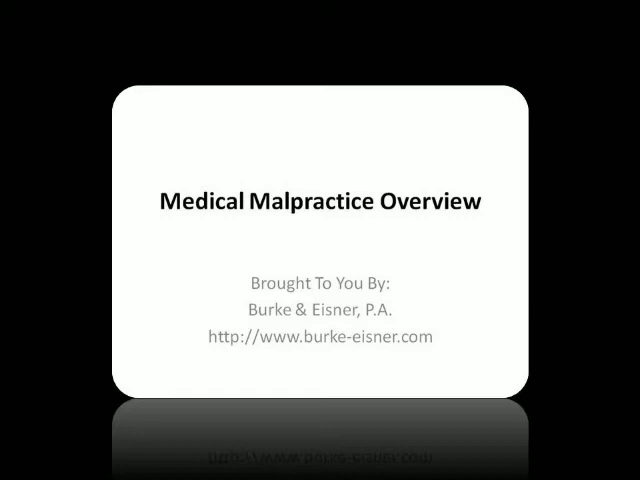 Medical Malpractice Overview
Brought To You By:
Burke & Eisner, P.A.
http://www.burke-eisner.com